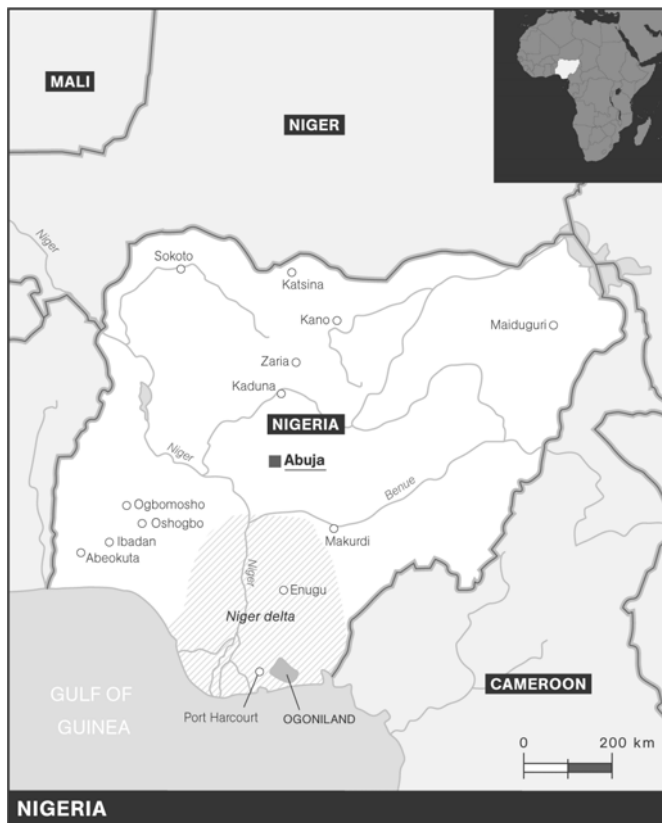 MALI
NIGER
Niger
Sokoto
Katsina
Kano
Maiduguri
Zaria
Kaduna
NIGERIA
Niger
Abuja
Benue
Ogbomosho
Oshogbo
Makurdi
Ibadan
Abeokuta
Niger
Enugu
Niger delta
GULF OF
GUINEA
CAMEROON
Port Harcourt
OGONILAND
0 200 km
NIGERIA